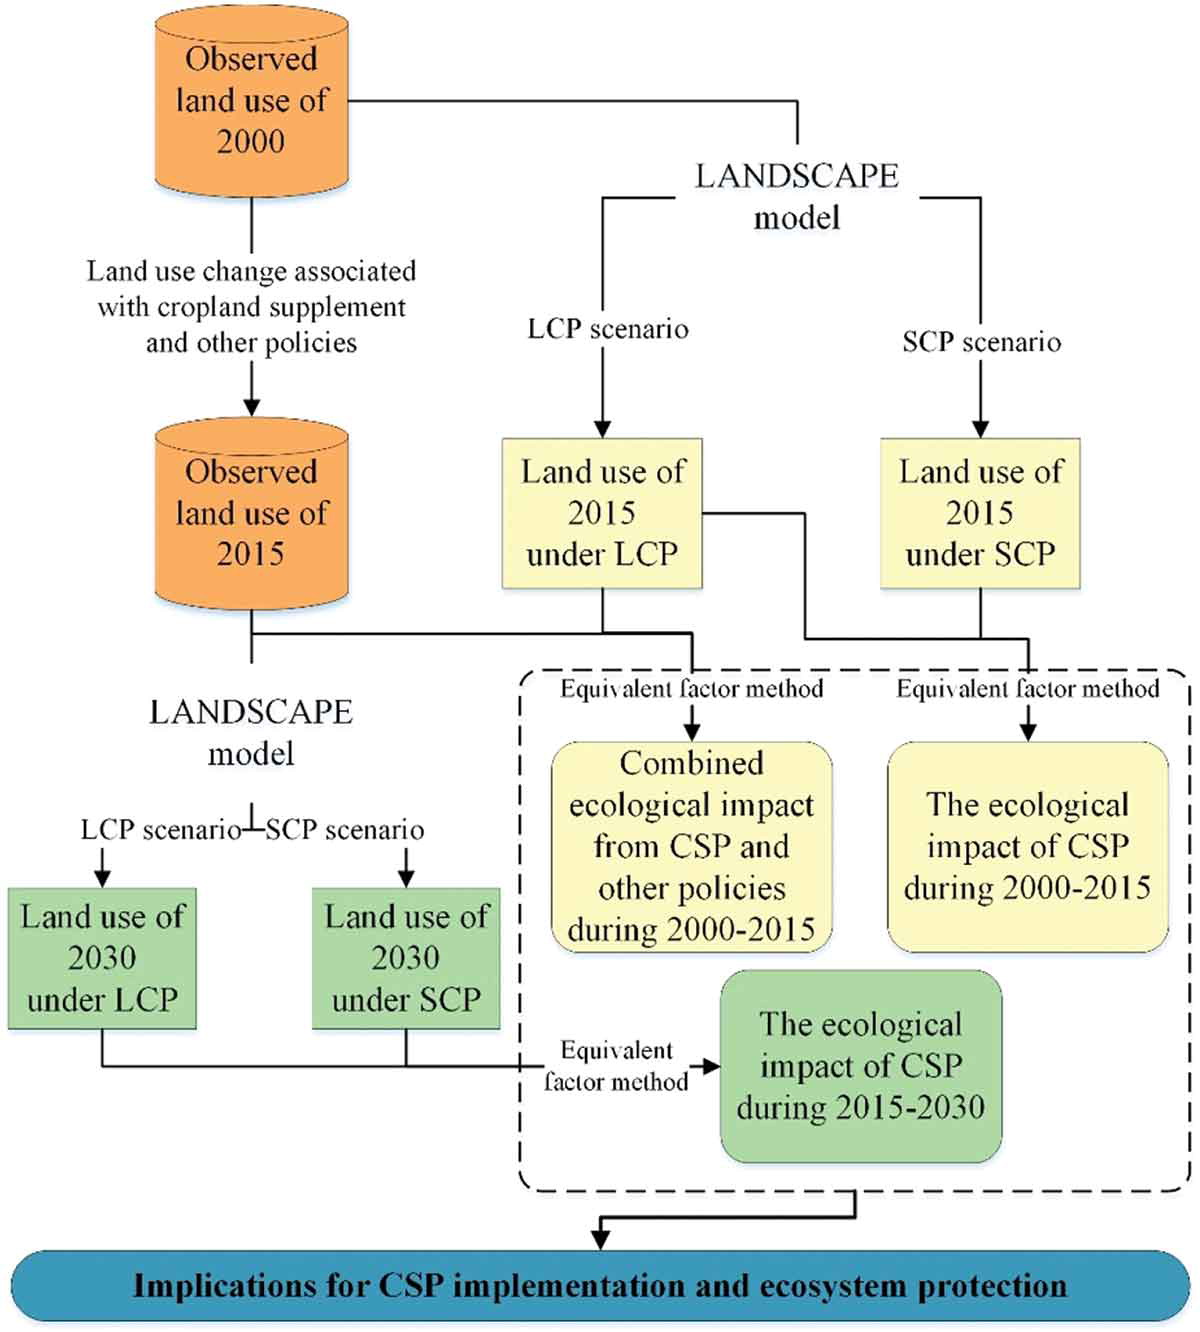 Observed
land use of
2000
LANDSCAPE
model
Land use change associated
with cropland supplement
and other policies
LCP scenario
SCP scenario
Observed
land use of
2015
Land use of
2015
under LCP
Land use of
2015
under SCP
Equivalent factor method
Equivalent factor method
LANDSCAPE
model
Combined
ecological impact
from CSP and
other policies
during 2000-2015
The ecological
impact of CSP
during 2000-2015
LCP scenario
SCP scenario
Land use of
2030
under LCP
Land use of
2030
under SCP
Equivalent
factor method
The ecological
impact of CSP
during 2015-2030
Implications for CSP implementation and ecosystem protection